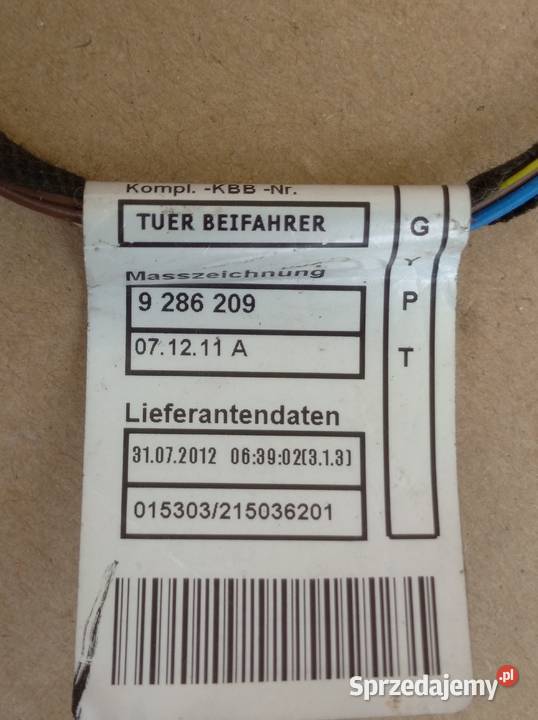 Kompl. -KBB -Nr.
TUER BEIFAHRER
Masszeichnung
9 286 209
07.12.11 A
Lieferantendaten
31.07.2012 06:39:02(3.1.3)
015303/215036201
G
Y
P
T
Sprzedajemy.pl